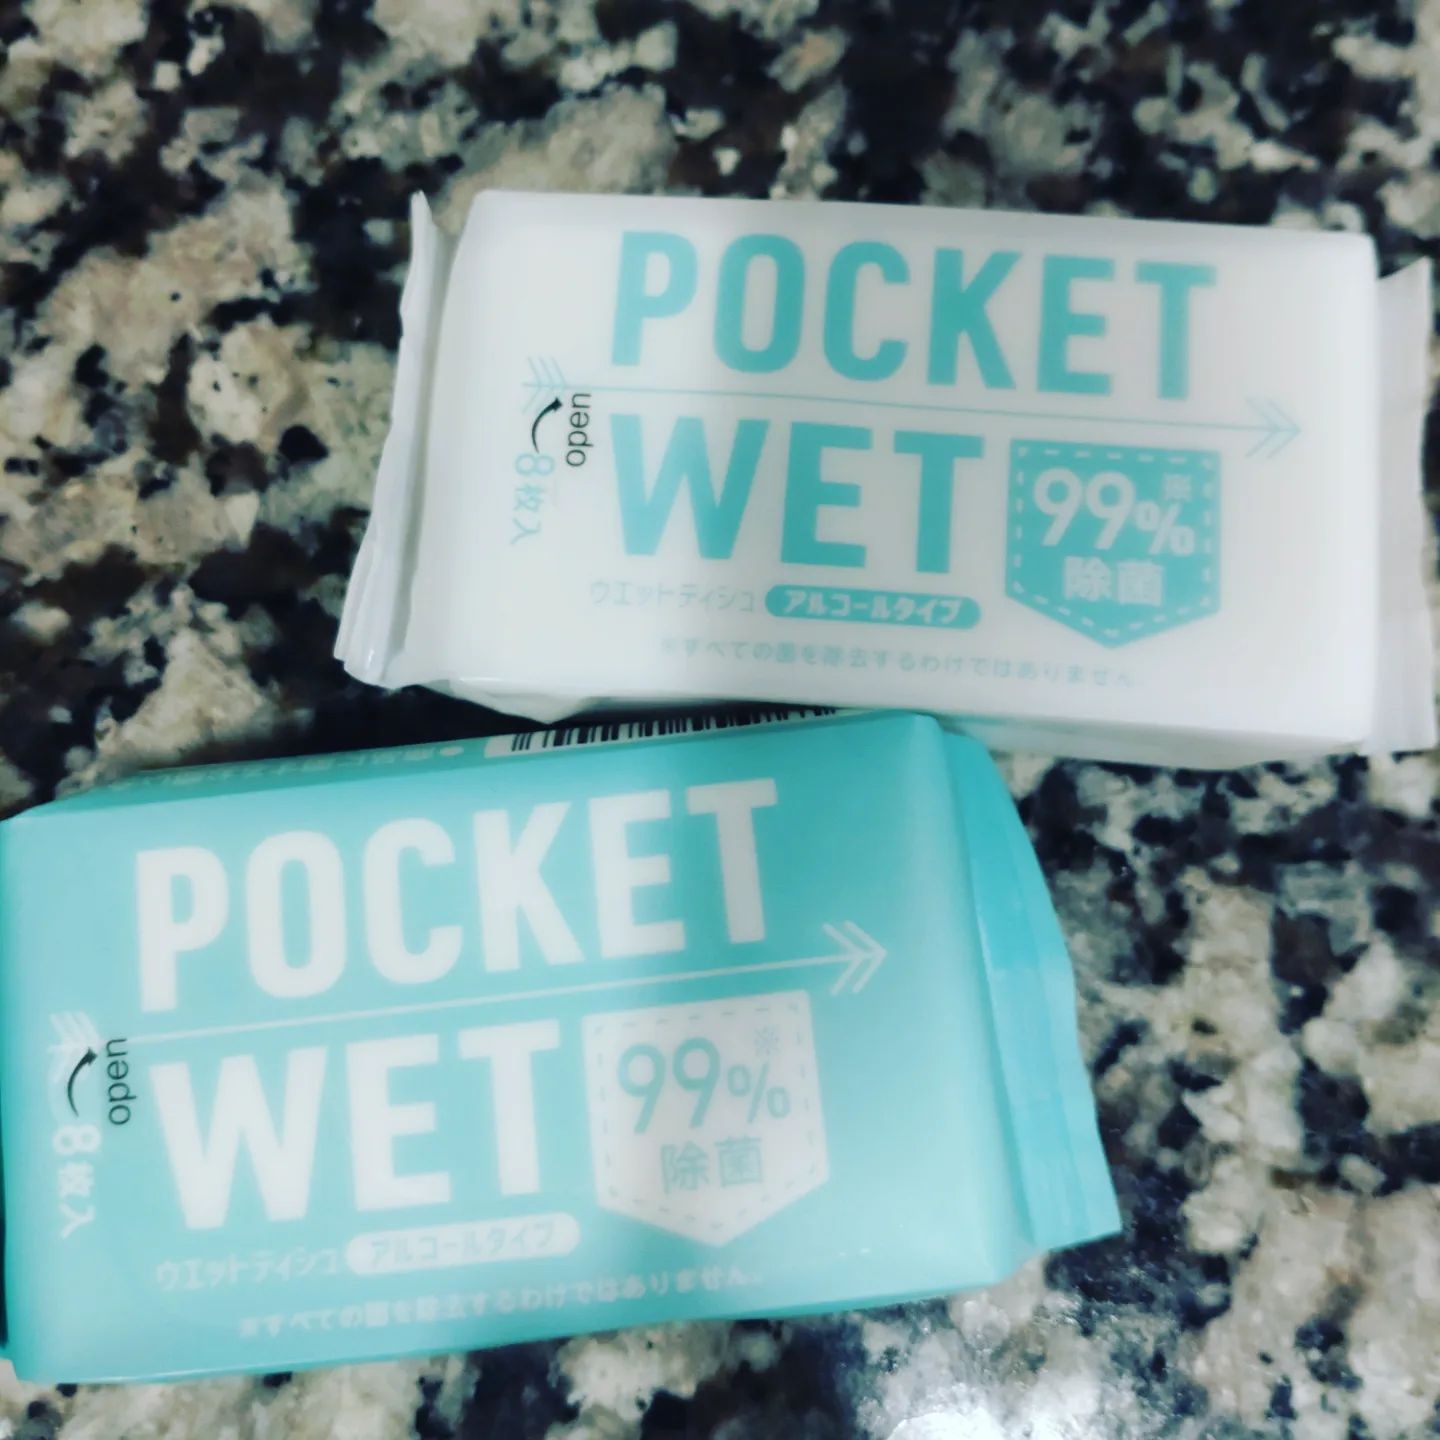 POCKET
WET
open
8枚入
※
99%
除菌
ウエットティシュ アルコールタイプ
※すべての菌を除去するわけではありません。
POCKET
WET
open
8枚入
※
99%
除菌
ウエットティシュ アルコールタイプ
※すべての菌を除去するわけではありません。